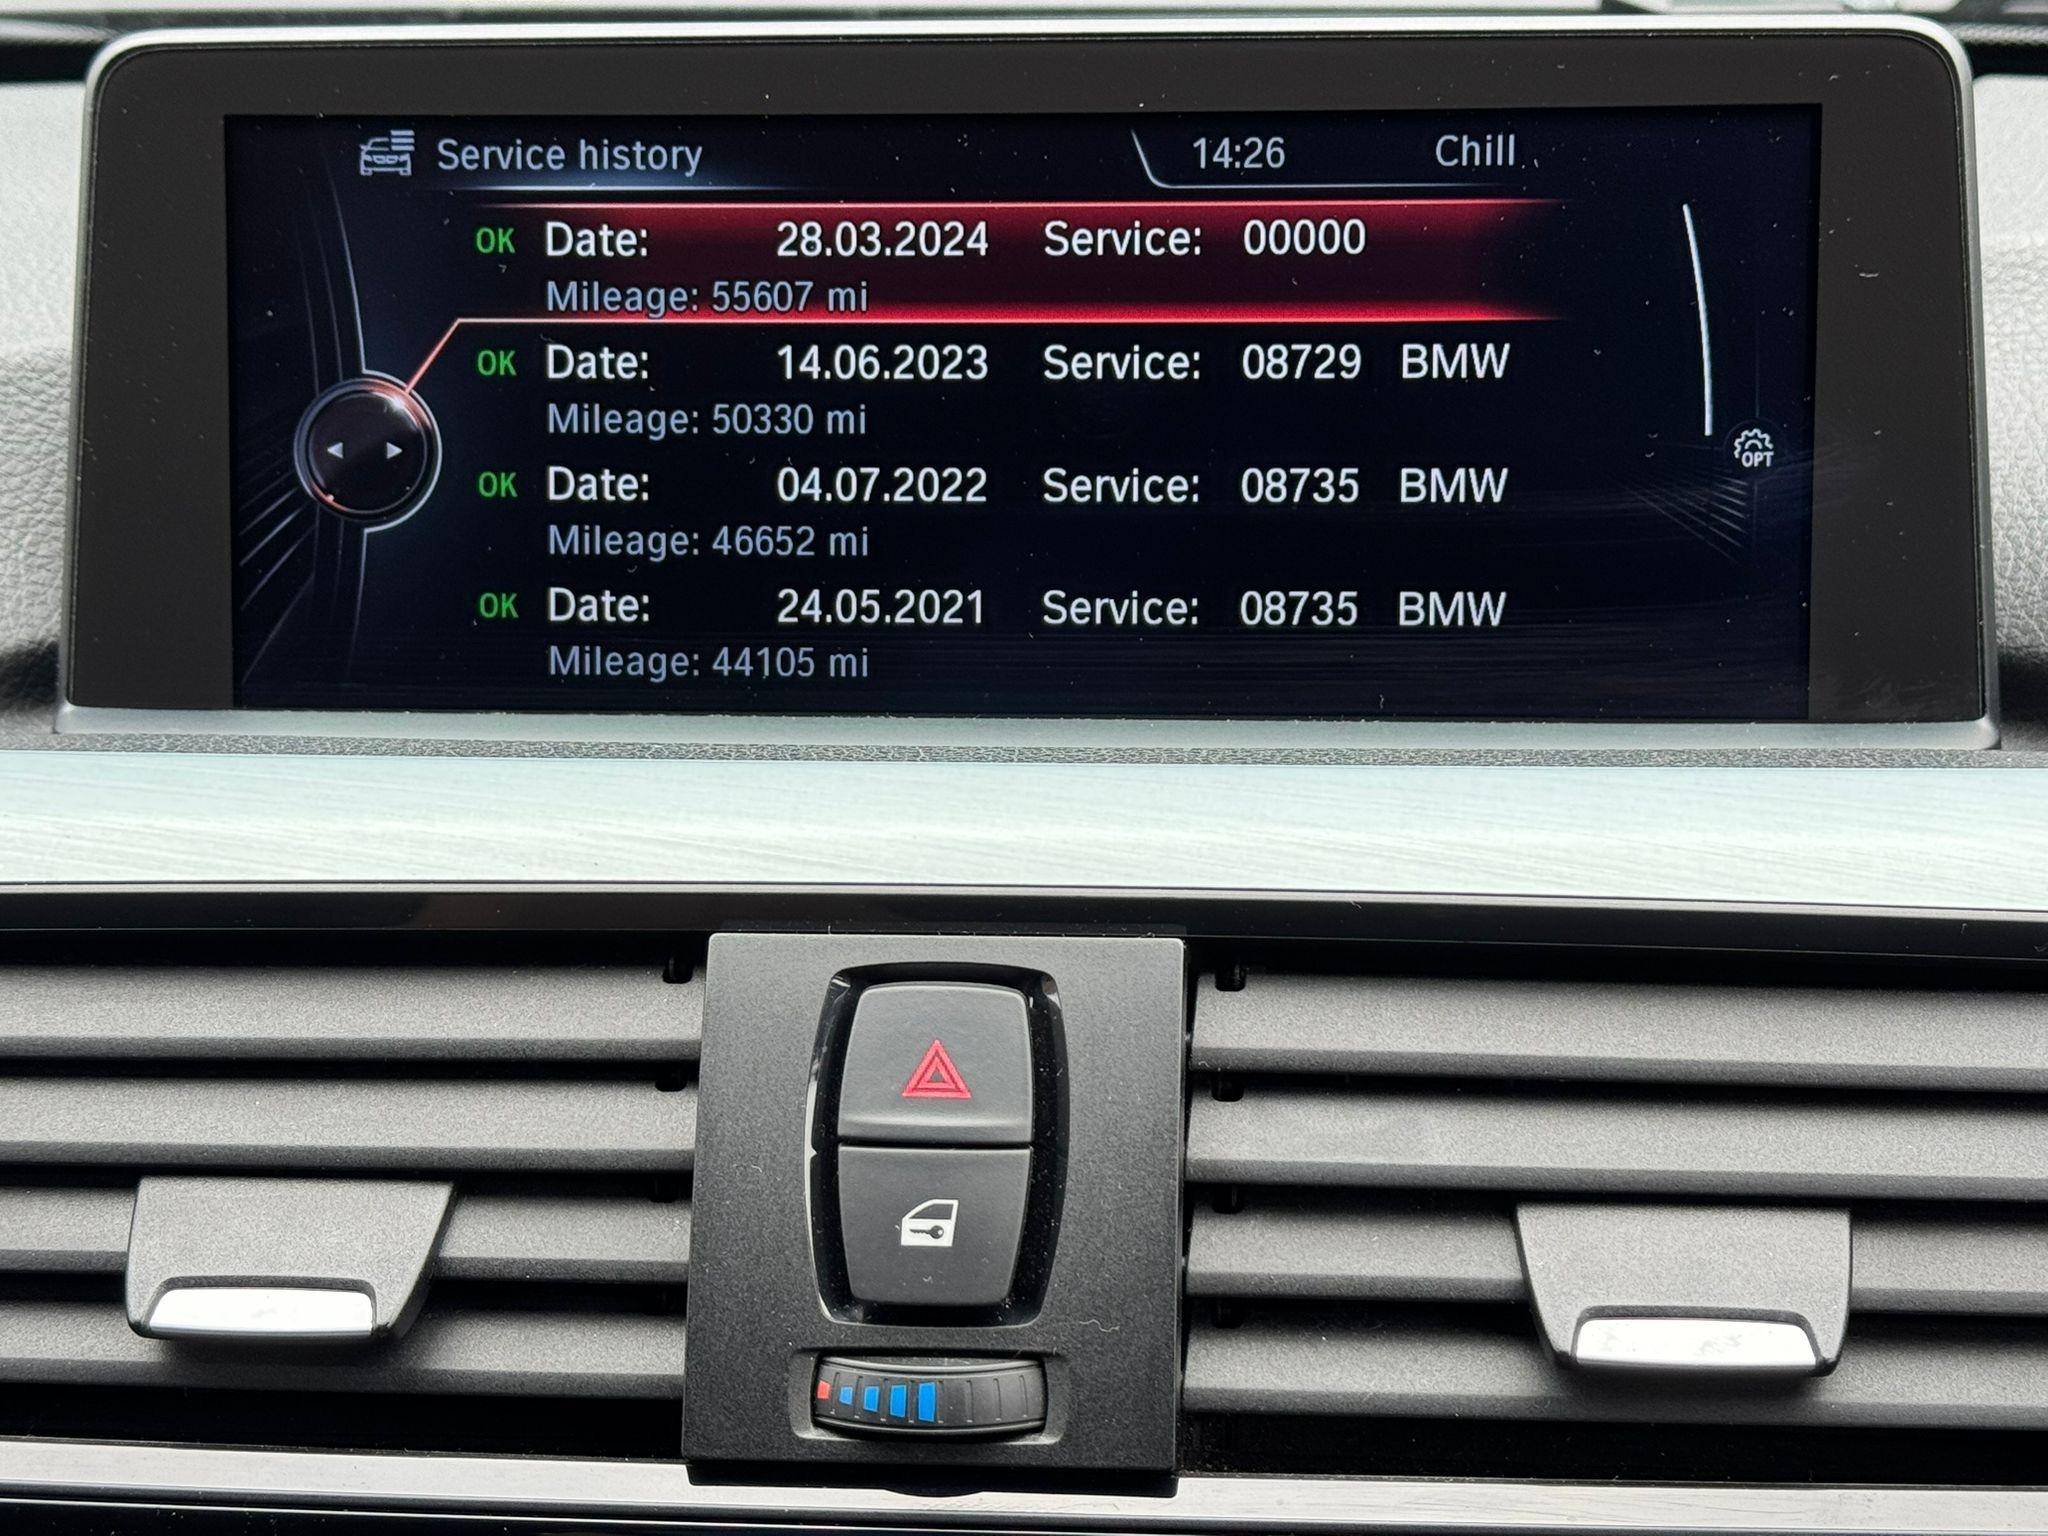 Service history 14:26 Chill
OK Date: 28.03.2024 Service: 00000
Mileage: 55607 mi
OK Date: 14.06.2023 Service: 08729 BMW
Mileage: 50330 mi
OK Date: 04.07.2022 Service: 08735 BMW
OPT
Mileage: 46652 mi
OK Date: 24.05.2021 Service: 08735 BMW
Mileage: 44105 mi